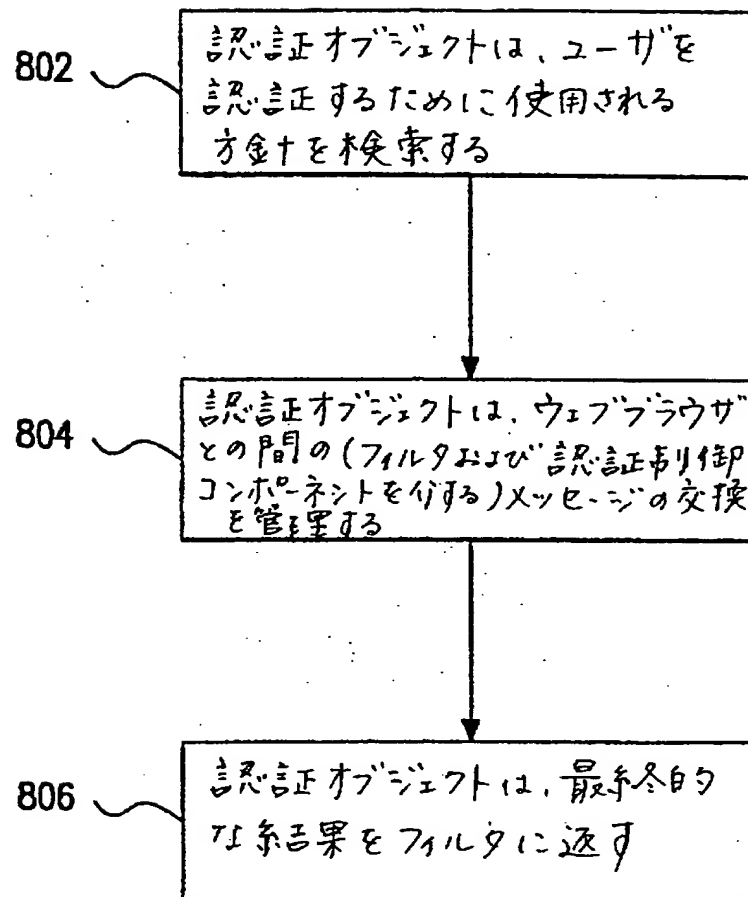 802
認証オブジェクトは、ユーザを
認証するために使用される
方針を検索する
804
認証オブジェクトは、ウェブブラウザ
との間の(フィルタおよび認証制御
コンポーネントを介する)メッセージの交換
を管理する
806
認証オブジェクトは、最終的
な結果をフィルタに返す